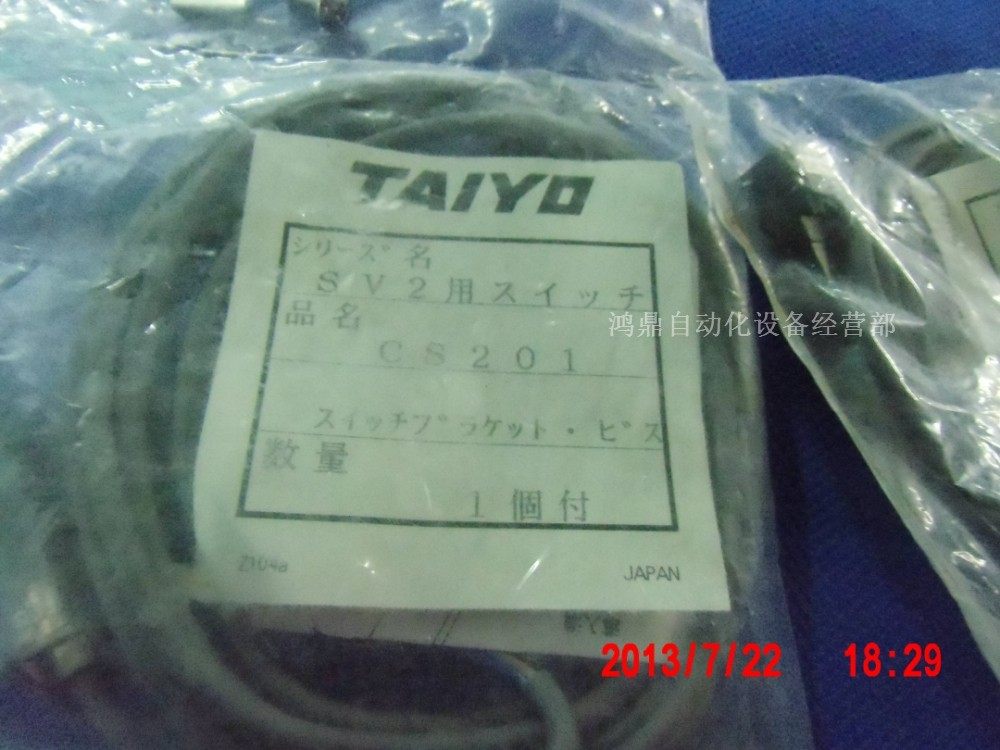 TAIYO
シリーズ名
SV2用スイッチ
品名
鸿鼎自动化设备经营部
CS201
スイッチブラケット・ビス
数量
1個付
Z104a
JAPAN
2013/7/22 18:29